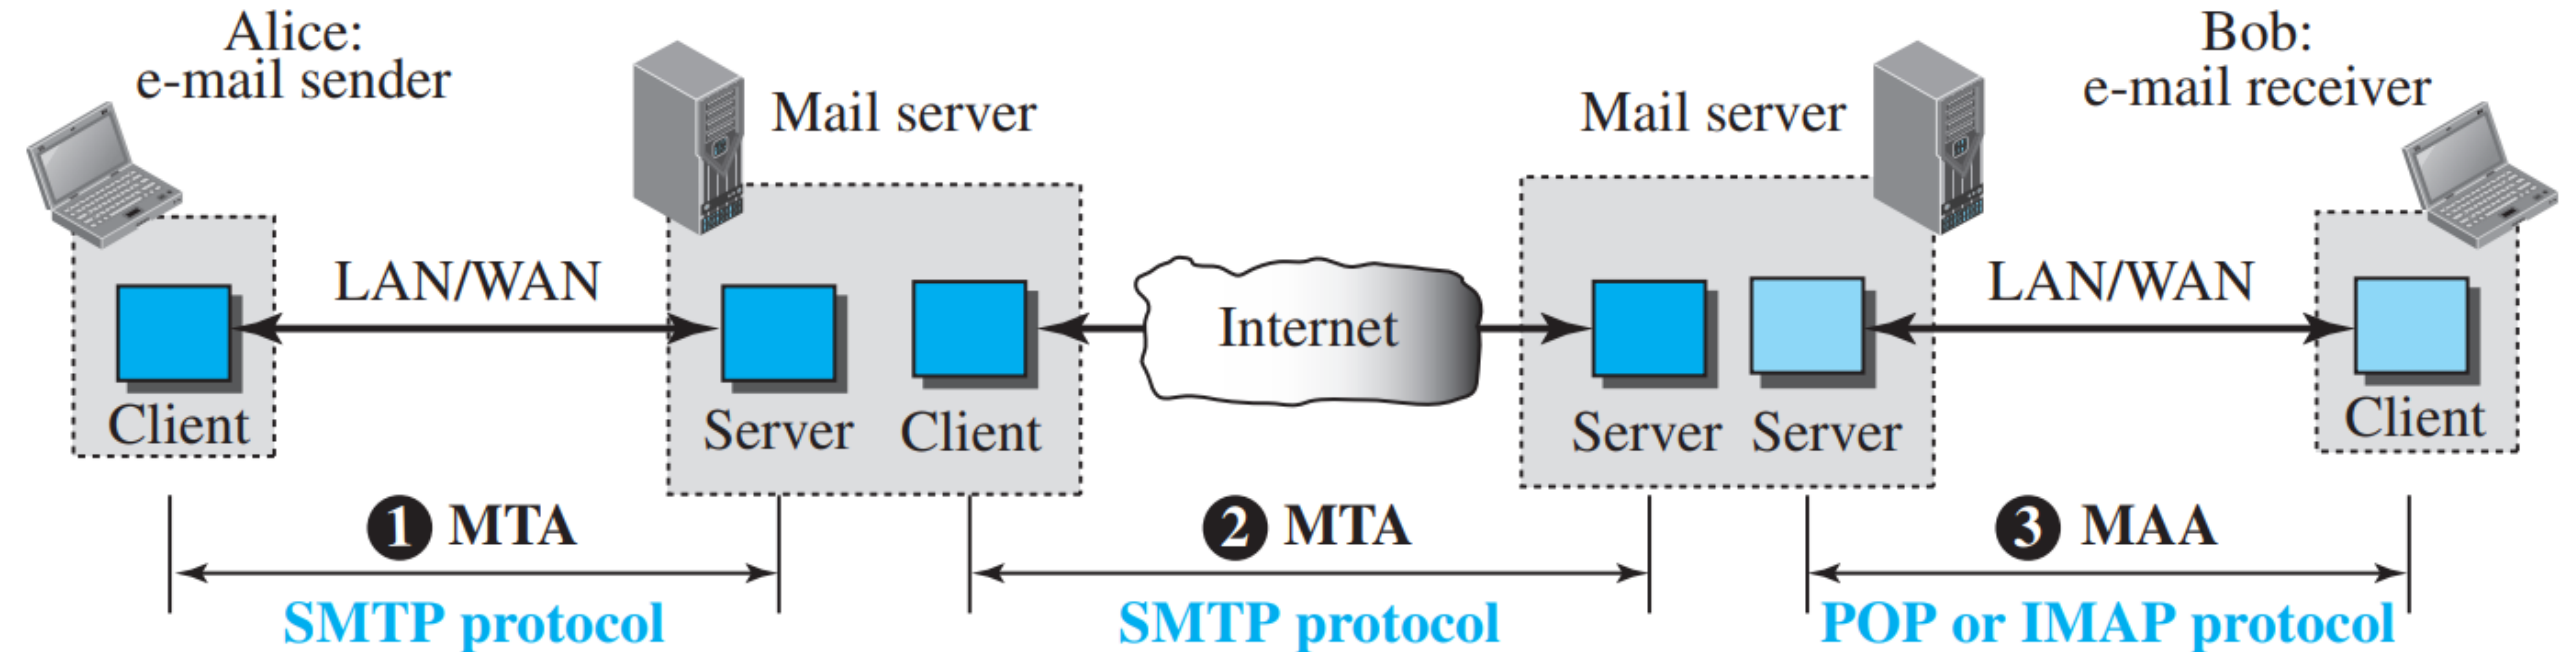 Alice:
e-mail sender
Mail server
Mail server
Bob:
e-mail receiver
LAN/WAN
Internet
LAN/WAN
Client
Server
Client
Server
Server
Client
1 MTA
2 MTA
3 MAA
SMTP protocol
SMTP protocol
POP or IMAP protocol